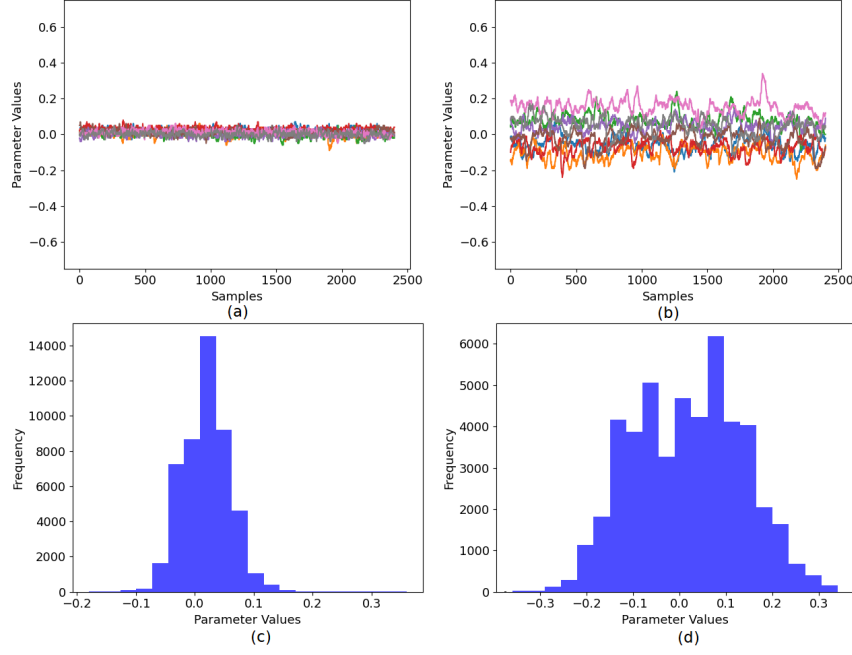 Parameter Values
0.6
0.4
0.2
0.0
−0.2
−0.4
−0.6
0 500 1000 1500 2000 2500
Samples
(a)
Parameter Values
0.6
0.4
0.2
0.0
−0.2
−0.4
−0.6
0 500 1000 1500 2000 2500
Samples
(b)
Frequency
14000
12000
10000
8000
6000
4000
2000
0
−0.2 −0.1 0.0 0.1 0.2 0.3
Parameter Values
(c)
Frequency
6000
5000
4000
3000
2000
1000
0
−0.3 −0.2 −0.1 0.0 0.1 0.2 0.3
Parameter Values
(d)